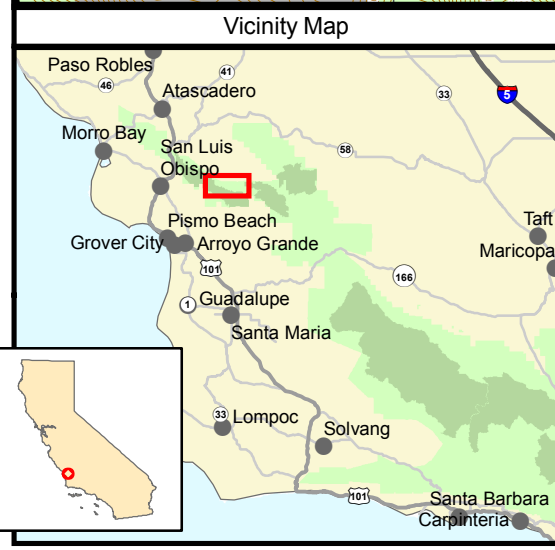 Vicinity Map
Paso Robles
46
41
33
5
Atascadero
Morro Bay
San Luis
Obispo
58
Pismo Beach
Grover City
Arroyo Grande
Taft
Maricopa
101
166
1
Guadalupe
Santa Maria
33
Lompoc
Solvang
101
Santa Barbara
Carpinteria